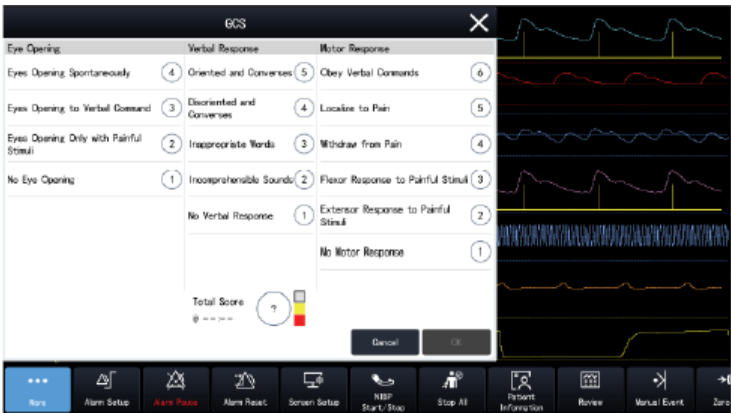 GCS
Eye Opening
Verbal Response
Motor Response
Eyes Opening Spontaneously 4
Oriented and Converses 5
Obey Verbal Commands 6
Eyes Opening to Verbal Command 3
Disoriented and
Converses 4
Localize to Pain 5
Eyes Opening Only with Painful
Stimuli 2
Inappropriate Words 3
Withdraw from Pain 4
No Eye Opening 1
Incomprehensible Sounds 2
Flexor Response to Painful Stimuli 3
No Verbal Response 1
Extensor Response to Painful
Stimuli 2
No Motor Response 1
Total Score ?
--:--
Cancel
OK
More
Alarm Setup
Alarm Pause
Alarm Reset
Screen Setup
NIBP
Start/Stop
Stop All
Patient
Information
Review
Manual Event
Zero